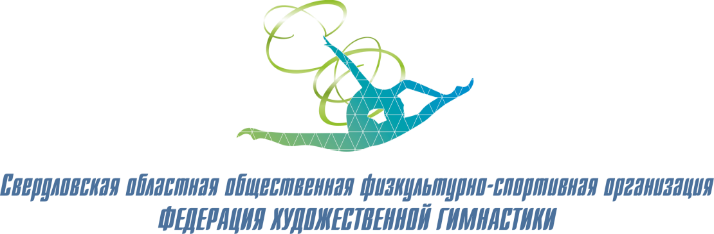 Свердловская областная общественная физкультурно-спортивная организация
ФЕДЕРАЦИЯ ХУДОЖЕСТВЕННОЙ ГИМНАСТИКИ